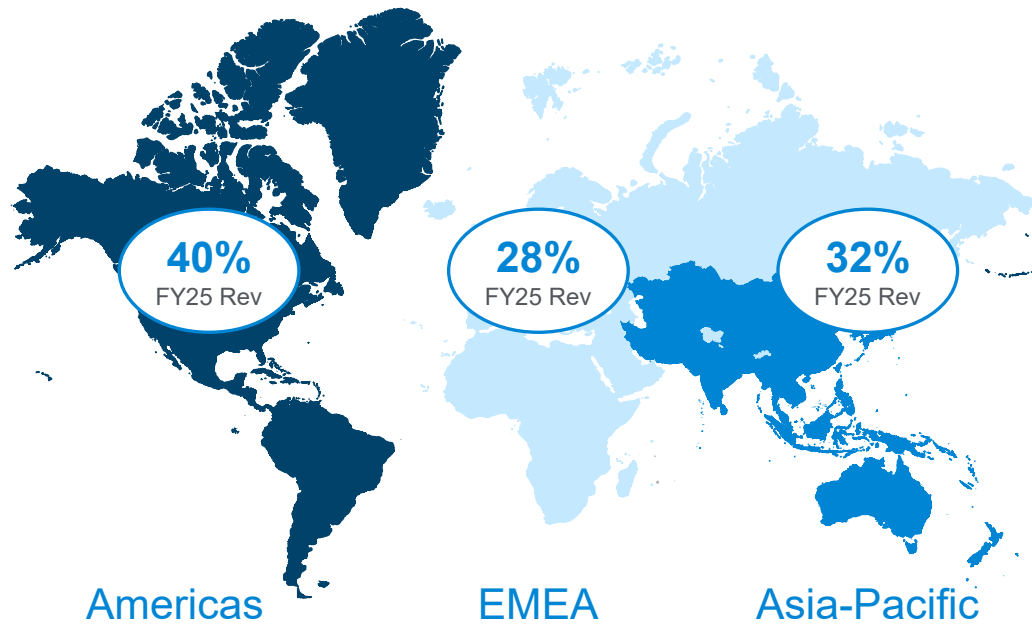 40%
FY25 Rev
28%
FY25 Rev
32%
FY25 Rev
Americas
EMEA
Asia-Pacific